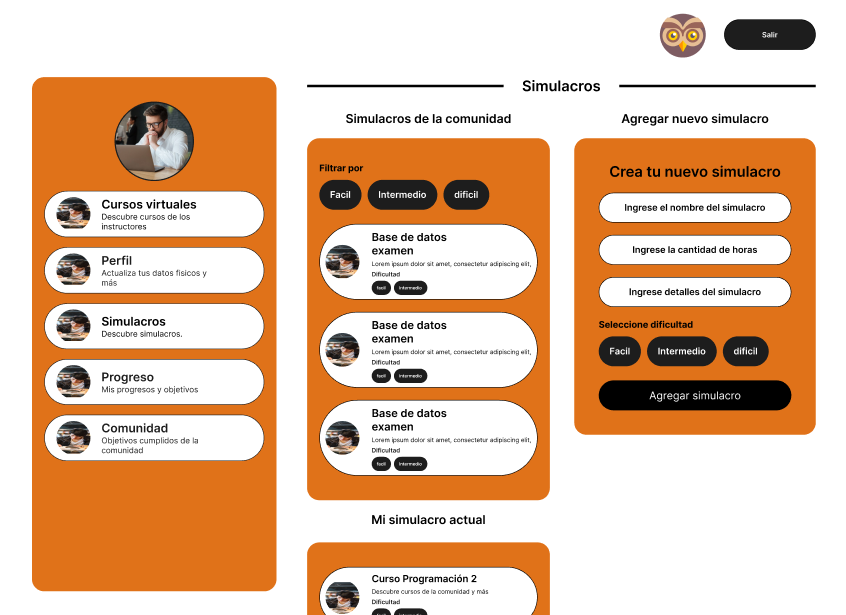 Salir
Cursos virtuales
Descubre cursos de los
instructores
Perfil
Actualiza tus datos fisicos y
más
Simulacros
Descubre simulacros.
Progreso
Mis progresos y objetivos
Comunidad
Objetivos cumplidos de la
comunidad
Simulacros
Simulacros de la comunidad
Filtrar por
Facil
Intermedio
dificil
Base de datos
examen
Lorem ipsum dolor sit amet, consectetur adipiscing elit,
Dificultad
facil
Intermedio
Base de datos
examen
Lorem ipsum dolor sit amet, consectetur adipiscing elit,
Dificultad
facil
Intermedio
Base de datos
examen
Lorem ipsum dolor sit amet, consectetur adipiscing elit,
Dificultad
facil
Intermedio
Mi simulacro actual
Curso Programación 2
Descubre cursos de la comunidad y más
Dificultad
Agregar nuevo simulacro
Crea tu nuevo simulacro
Ingrese el nombre del simulacro
Ingrese la cantidad de horas
Ingrese detalles del simulacro
Seleccione dificultad
Facil
Intermedio
dificil
Agregar simulacro